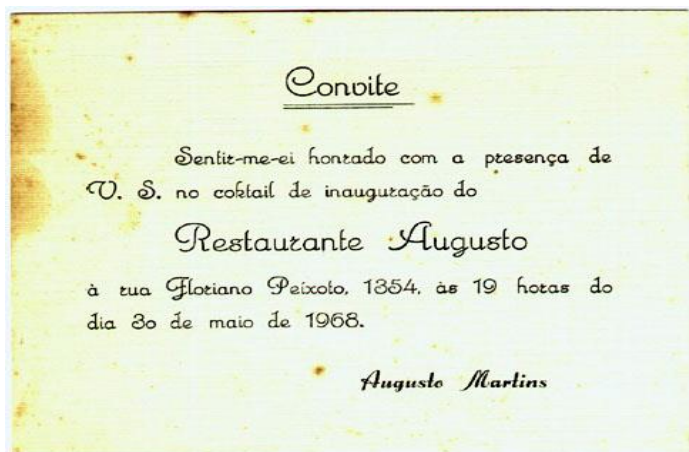 Convite
Sentir-me-ei honrado com a presença de
V. S. no coktail de inauguração do
Restaurante Augusto
à rua Floriano Peixoto, 1354, às 19 horas do
dia 30 de maio de 1968.
Augusto Martins